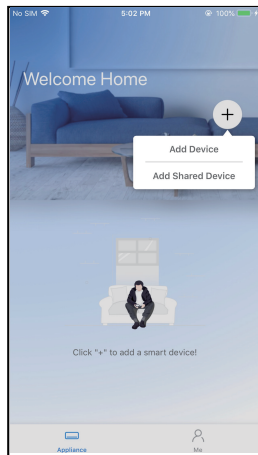 No SIM 5:02 PM 100%
Welcome Home
+
Add Device
Add Shared Device
Click "+" to add a smart device!
Appliance Me